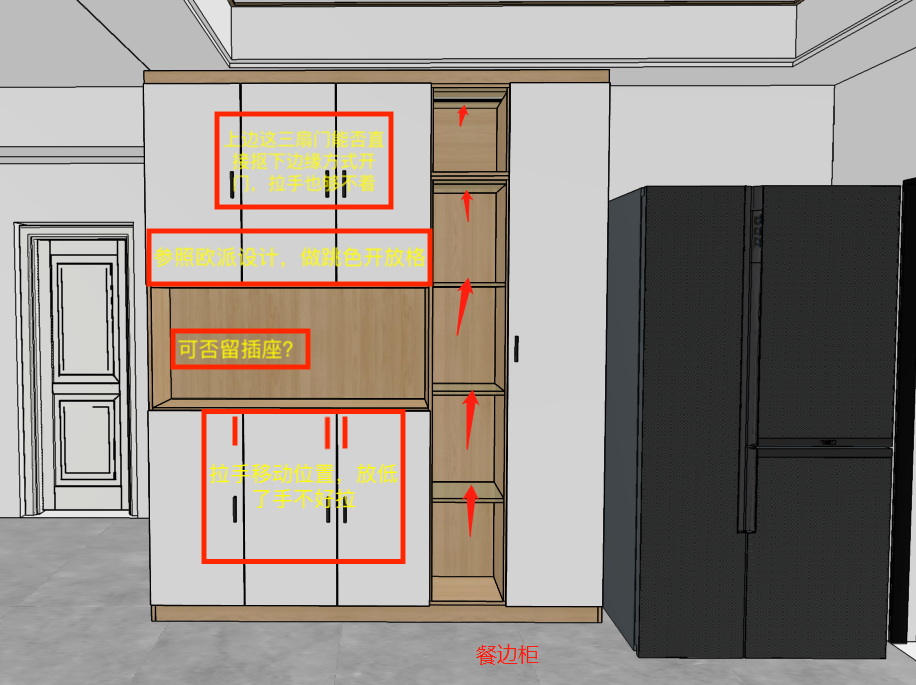 上边这三扇门能否直
接抠下边缘方式开
门，拉手也够不着
参照欧派设计，做跳色开放格
可否留插座？
拉手移动位置，放低
了手不好拉
餐边柜